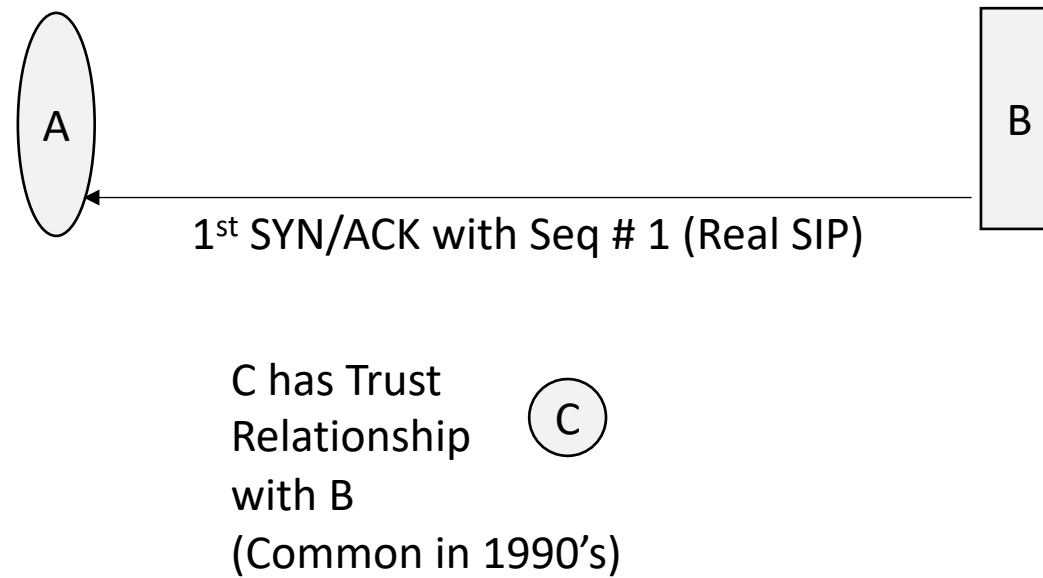 A
B
1st SYN/ACK with Seq # 1 (Real SIP)
C has Trust
Relationship
C
with B
(Common in 1990's)